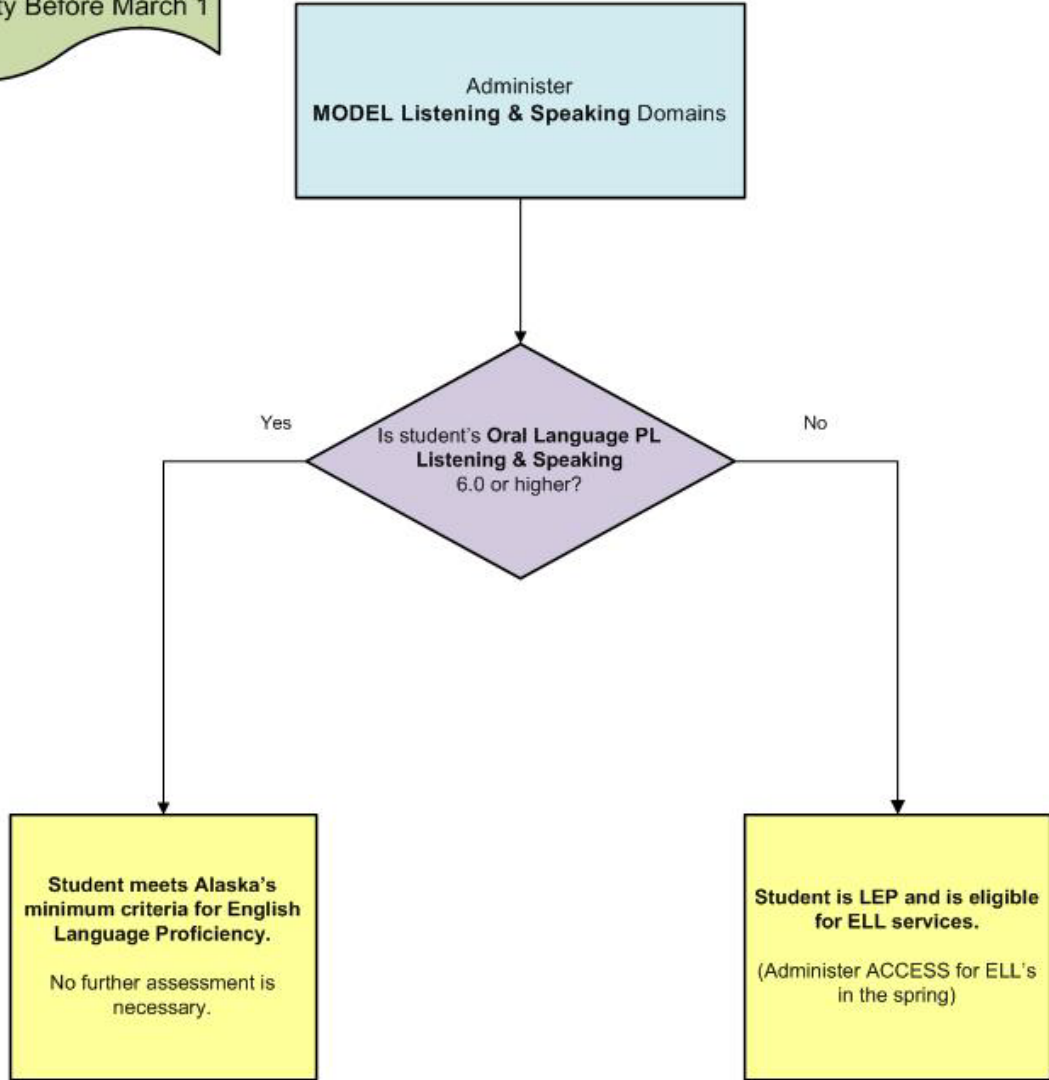 ty Before March 1
Administer
MODEL Listening & Speaking Domains
Is student's Oral Language PL
Listening & Speaking
6.0 or higher?
Yes
No
Student meets Alaska's
minimum criteria for English
Language Proficiency.
No further assessment is
necessary.
Student is LEP and is eligible
for ELL services.
(Administer ACCESS for ELL's
in the spring)